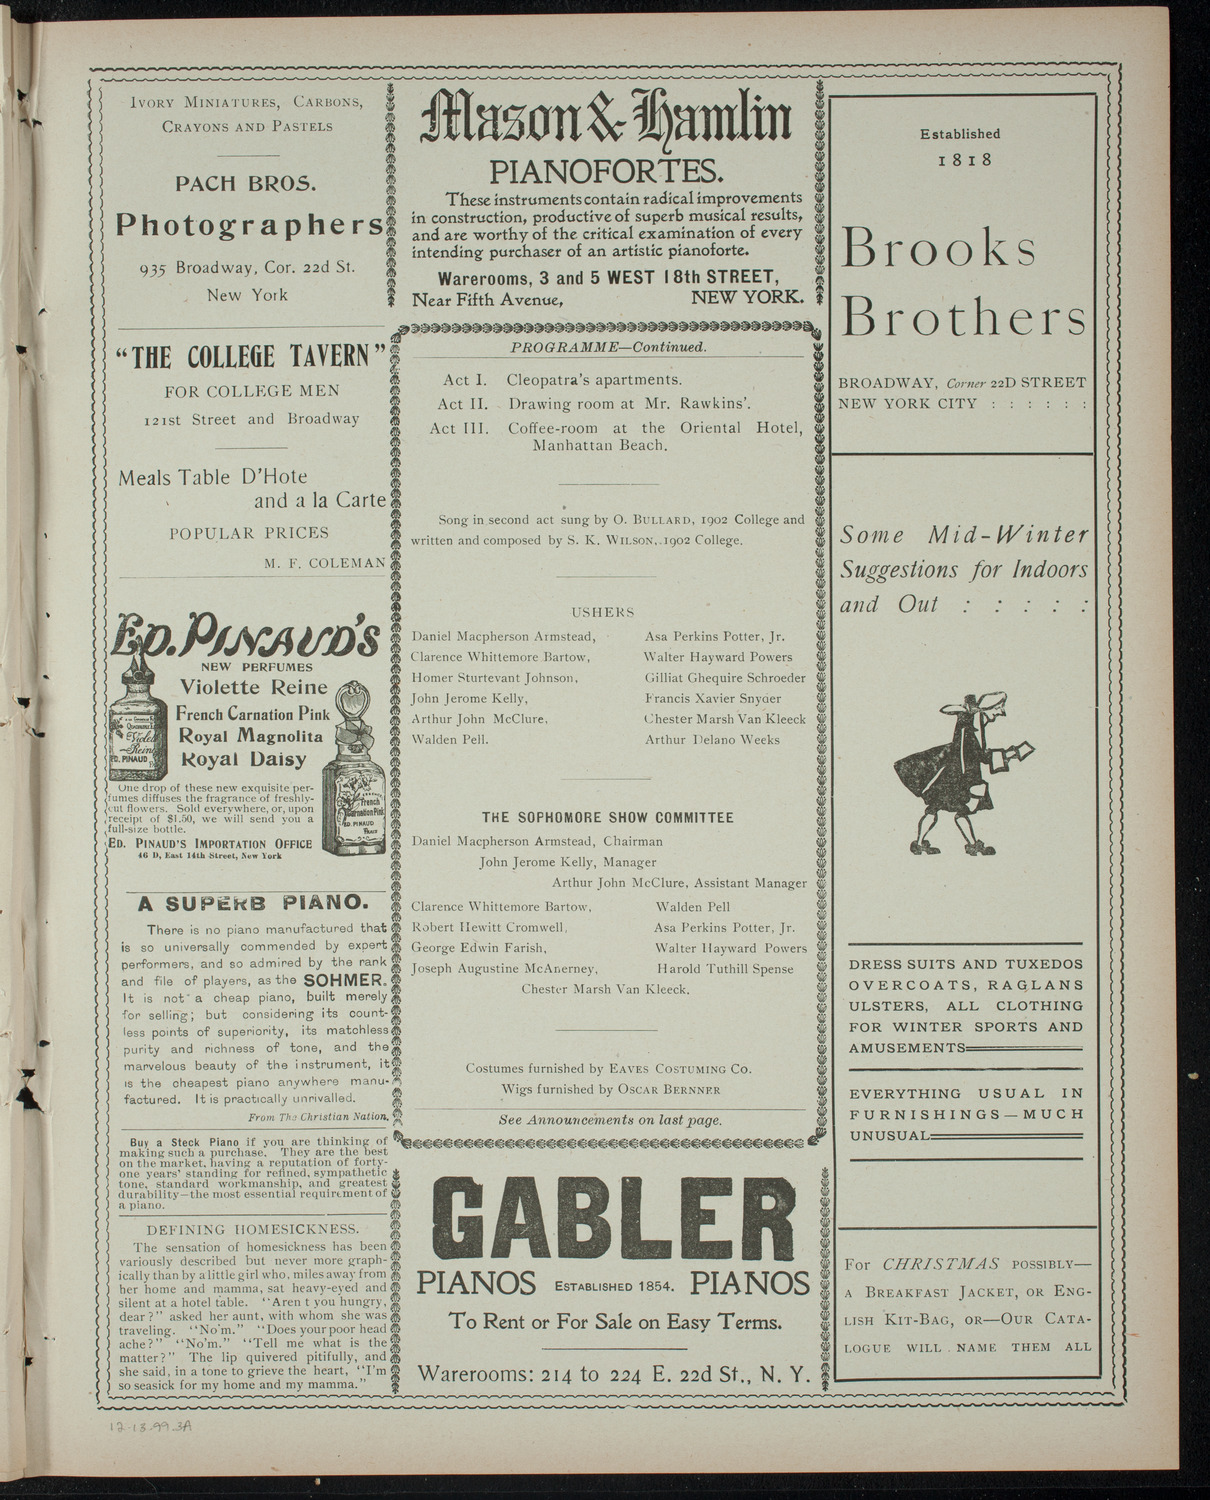 IVORY MINIATURES, CARBONS,
CRAYONS AND PASTELS
PACH BROS.
Photographers
935 Broadway, Cor. 22d St.
New York
"THE COLLEGE TAVERN"
FOR COLLEGE MEN
121st Street and Broadway
Meals Table D'Hote
and a la Carte
POPULAR PRICES
M. F. COLEMAN
ED. PINAUD'S
NEW PERFUMES
Violette Reine
French Carnation Pink
Royal Magnolita
Royal Daisy
One drop of these new exquisite per-
fumes diffuses the fragrance of freshly-
cut flowers. Sold everywhere, or, upon
receipt of $1.50, we will send you a
full-size bottle.
ED. PINAUD'S IMPORTATION OFFICE
46 D, East 14th Street, New York
A SUPERB PIANO.
There is no piano manufactured that
is so universally commended by expert
performers, and so admired by the rank
and file of players, as the SOHMER.
It is not a cheap piano, built merely
for selling; but considering its count-
less points of superiority, its matchless
purity and richness of tone, and the
marvelous beauty of the instrument, it
is the cheapest piano anywhere manu-
factured. It is practically unrivalled.
From The Christian Nation.
Buy a Steck Piano if you are thinking of
making such a purchase. They are the best
on the market, having a reputation of forty-
one years' standing for refined, sympathetic
tone, standard workmanship, and greatest
durability—the most essential requirement of
a piano.
DEFINING HOMESICKNESS.
The sensation of homesickness has been
variously described but never more graph-
ically than by a little girl who, miles away from
her home and mamma, sat heavy-eyed and
silent at a hotel table. "Aren t you hungry,
dear?" asked her aunt, with whom she was
traveling. "No'm." "Does your poor head
ache?" "No'm." "Tell me what is the
matter?" The lip quivered pitifully, and
she said, in a tone to grieve the heart, "I'm
so seasick for my home and my mamma."
Mason & Hamlin
PIANOFORTES.
These instruments contain radical improvements
in construction, productive of superb musical results,
and are worthy of the critical examination of every
intending purchaser of an artistic pianoforte.
Warerooms, 3 and 5 WEST 18th STREET,
Near Fifth Avenue, NEW YORK.
PROGRAMME—Continued.
Act I. Cleopatra's apartments.
Act II. Drawing room at Mr. Rawkins'.
Act III. Coffee-room at the Oriental Hotel,
Manhattan Beach.
Song in second act sung by O. BULLARD, 1902 College and
written and composed by S. K. WILSON, 1902 College.
USHERS
Daniel Macpherson Armstead, Asa Perkins Potter, Jr.
Clarence Whittemore Bartow, Walter Hayward Powers
Homer Sturtevant Johnson, Gilliat Ghequire Schroeder
John Jerome Kelly, Francis Xavier Snyder
Arthur John McClure, Chester Marsh Van Kleeck
Walden Pell. Arthur Delano Weeks
THE SOPHOMORE SHOW COMMITTEE
Daniel Macpherson Armstead, Chairman
John Jerome Kelly, Manager
Arthur John McClure, Assistant Manager
Clarence Whittemore Bartow, Walden Pell
Robert Hewitt Cromwell, Asa Perkins Potter, Jr.
George Edwin Farish, Walter Hayward Powers
Joseph Augustine McAnerney, Harold Tuthill Spense
Chester Marsh Van Kleeck.
Costumes furnished by EAVES COSTUMING CO.
Wigs furnished by OSCAR BERNNER
See Announcements on last page.
GABLER
PIANOS ESTABLISHED 1854. PIANOS
To Rent or For Sale on Easy Terms.
Warerooms: 214 to 224 E. 22d St., N. Y.
Established
1818
Brooks
Brothers
BROADWAY, Corner 22D STREET
NEW YORK CITY : : : : : :
Some Mid-Winter
Suggestions for Indoors
and Out : : : : :
DRESS SUITS AND TUXEDOS
OVERCOATS, RAGLANS
ULSTERS, ALL CLOTHING
FOR WINTER SPORTS AND
AMUSEMENTS
EVERYTHING USUAL IN
FURNISHINGS—MUCH
UNUSUAL
FOR CHRISTMAS POSSIBLY—
A BREAKFAST JACKET, OR ENG-
LISH KIT-BAG, OR—OUR CATA-
LOGUE WILL NAME THEM ALL
12-13-99.3A